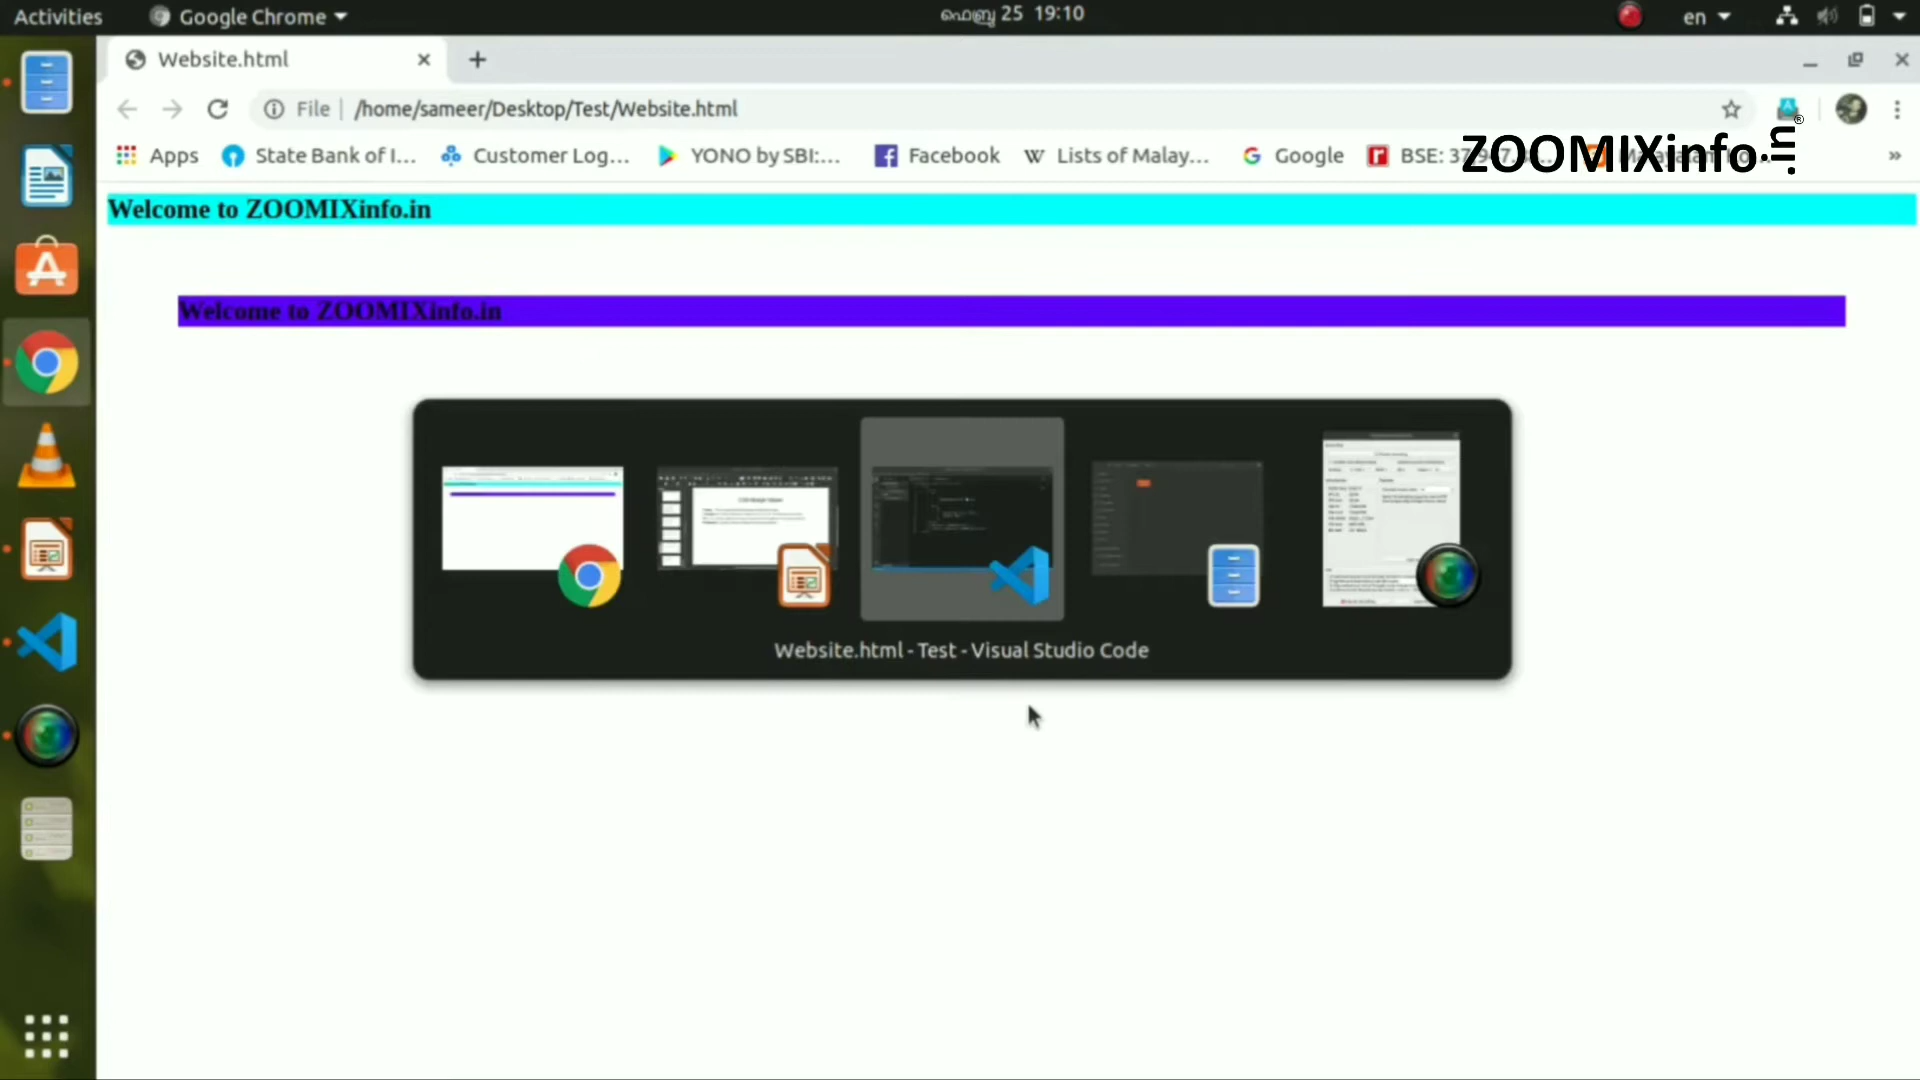 Activities
Google Chrome
ഫെബ്രു 25 19:10
en
Website.html
File
/home/sameer/Desktop/Test/Website.html
ZOOMIXinfo.in®
Apps
State Bank of I...
Customer Log...
YONO by SBI:...
Facebook
Lists of Malay...
Google
BSE:
Welcome to ZOOMIXinfo.in
Welcome to ZOOMIXinfo.in
Website.html - Test - Visual Studio Code